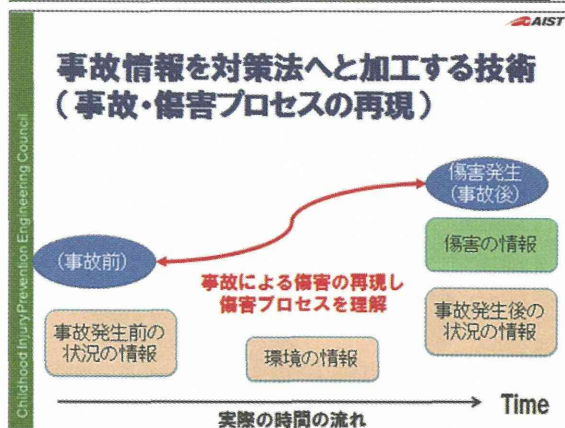 AIST
事故情報を対策法へと加工する技術
(事故・傷害プロセスの再現)
Childhood Injury Prevention Engineering Council
傷害発生
(事故後)
傷害の情報
(事故前)
事故による傷害の再現し
傷害プロセスを理解
事故発生前の
状況の情報
環境の情報
事故発生後の
状況の情報
Time
実際の時間の流れ